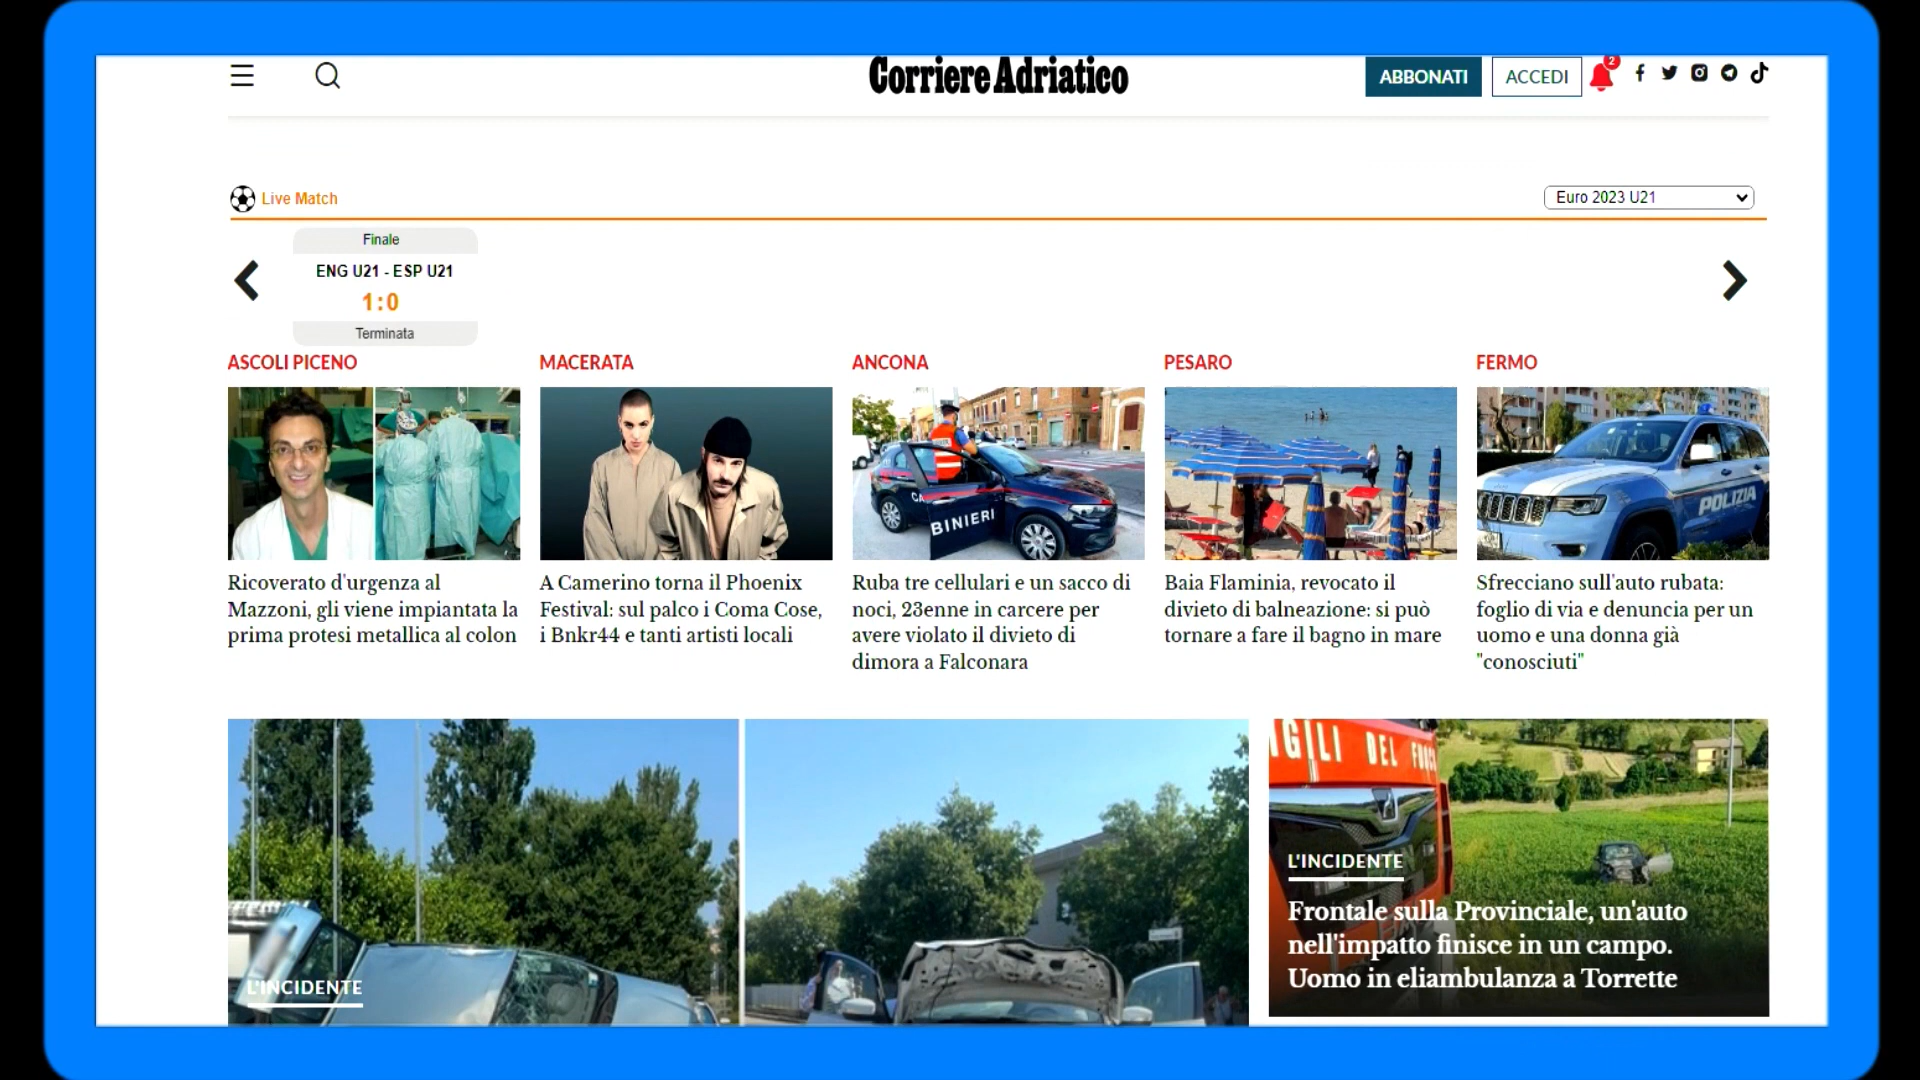 Corriere Adriatico
ABBONATI
ACCEDI
2
Live Match
Euro 2023 U21
Finale
ENG U21 - ESP U21
1:0
Terminata
ASCOLI PICENO
MACERATA
ANCONA
PESARO
FERMO
CA
BINIERI
POLIZIA
Ricoverato d'urgenza al
Mazzoni, gli viene impiantata la
prima protesi metallica al colon
A Camerino torna il Phoenix
Festival: sul palco i Coma Cose,
i Bnkr44 e tanti artisti locali
Ruba tre cellulari e un sacco di
noci, 23enne in carcere per
avere violato il divieto di
dimora a Falconara
Baia Flaminia, revocato il
divieto di balneazione: si può
tornare a fare il bagno in mare
Sfrecciano sull'auto rubata:
foglio di via e denuncia per un
uomo e una donna già
"conosciuti"
L'INCIDENTE
IGILI DEL FUOC
L'INCIDENTE
Frontale sulla Provinciale, un'auto
nell'impatto finisce in un campo.
Uomo in eliambulanza a Torrette